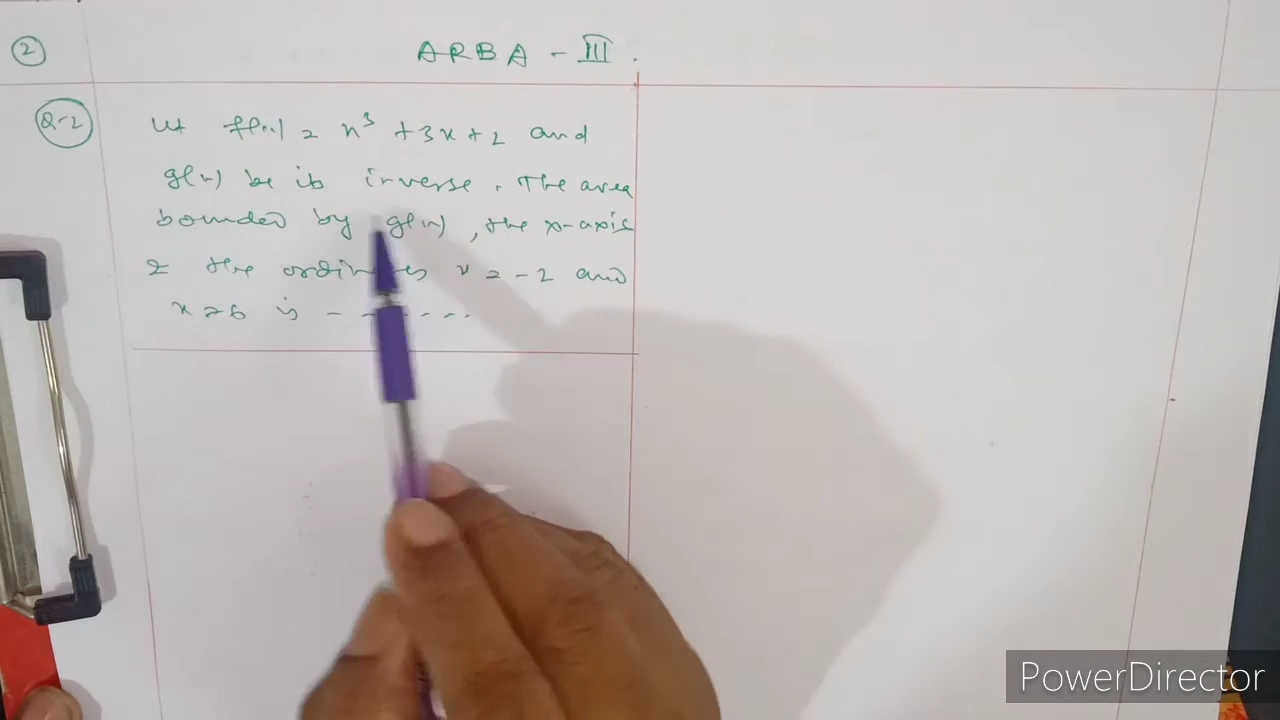 2 ARBA - III .
Q-2 Let f(x) = x³ + 3x + 2 and
g(x) be its inverse. The area
bounded by g(x), the x-axis
& the ordinates x = -2 and
x = 6 is - - - - - -
PowerDirector